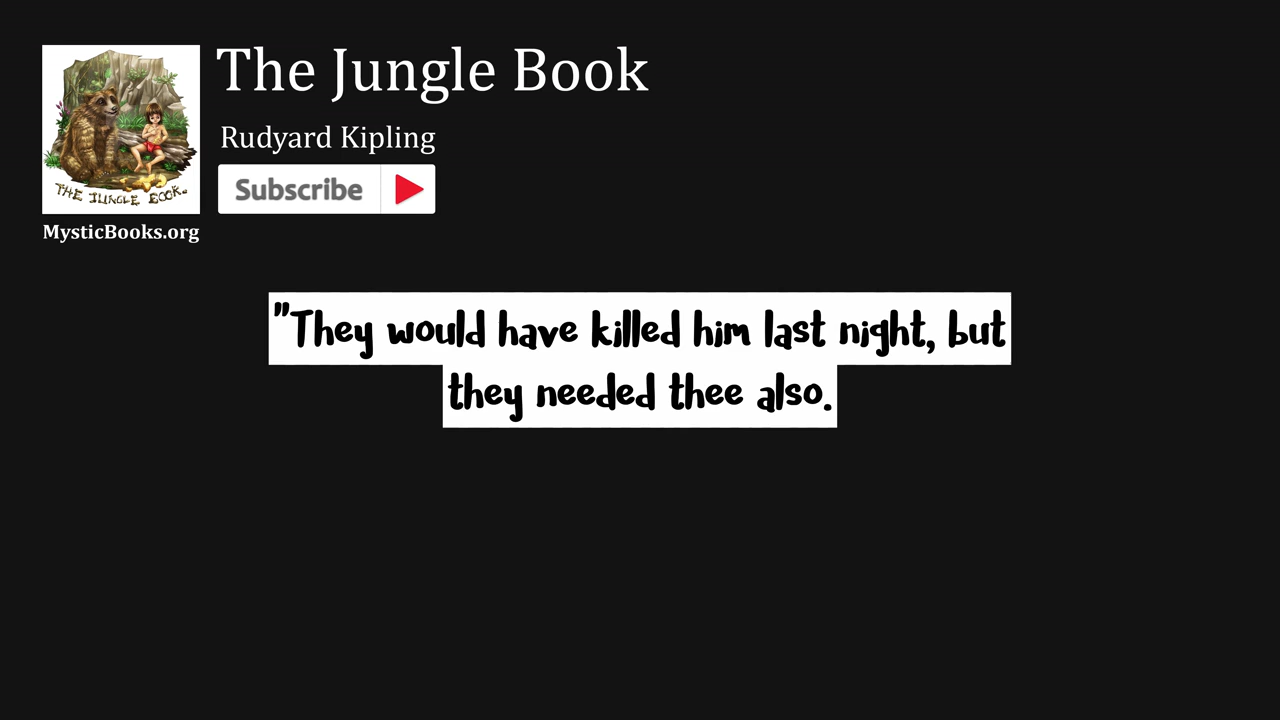 The Jungle Book
Rudyard Kipling
Subscribe
THE JUNGLE BOOK.
MysticBooks.org
"They would have killed him last night, but
they needed thee also.